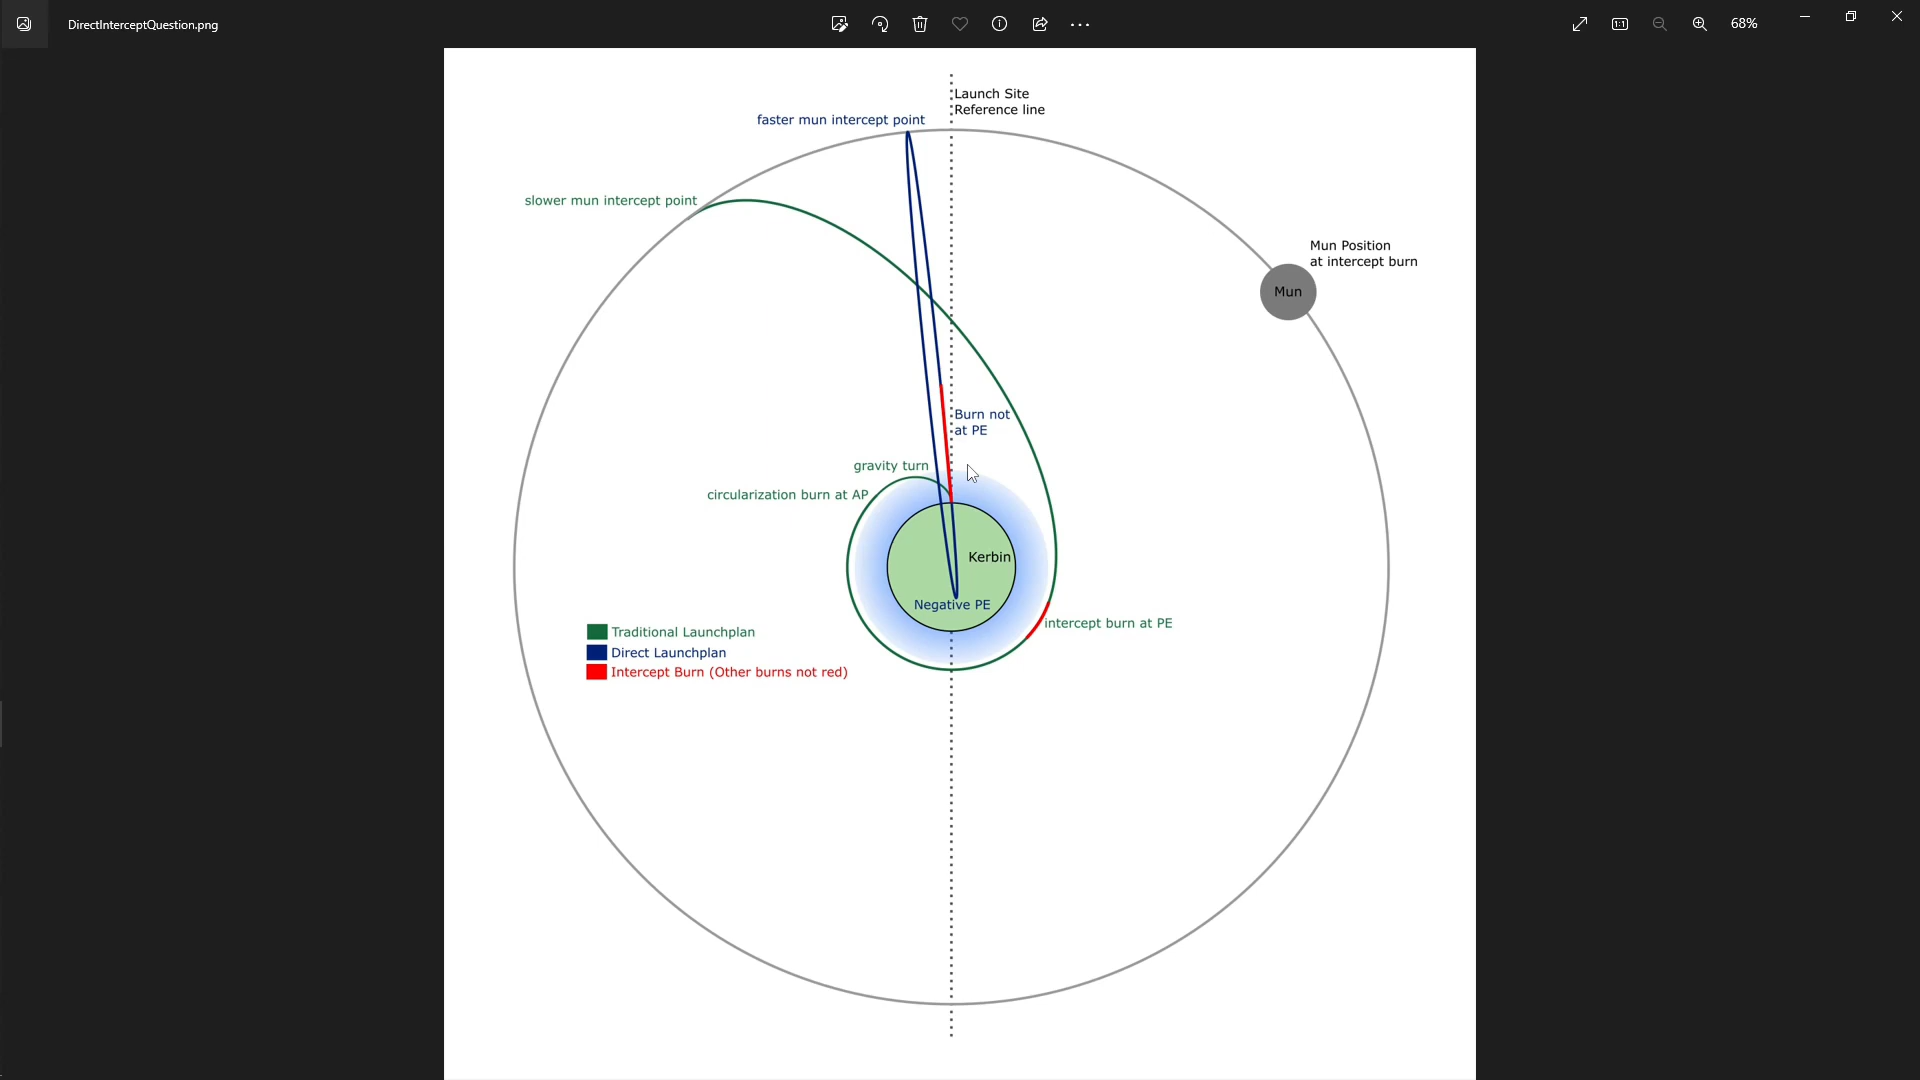 DirectInterceptQuestion.png
1:1
68%
Launch Site
Reference line
faster mun intercept point
slower mun intercept point
Mun Position
at intercept burn
Mun
Burn not
at PE
gravity turn
circularization burn at AP
Kerbin
Negative PE
intercept burn at PE
Traditional Launchplan
Direct Launchplan
Intercept Burn (Other burns not red)